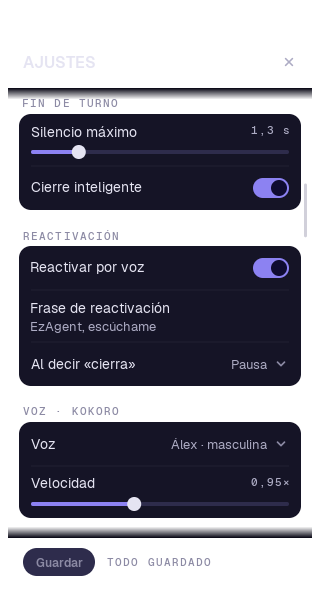 AJUSTES ×
FIN DE TURNO
Silencio máximo 1,3 s
Cierre inteligente
REACTIVACIÓN
Reactivar por voz
Frase de reactivación
EzAgent, escúchame
Al decir «cierra» Pausa
VOZ · KOKORO
Voz Álex · masculina
Velocidad 0,95×
Guardar TODO GUARDADO